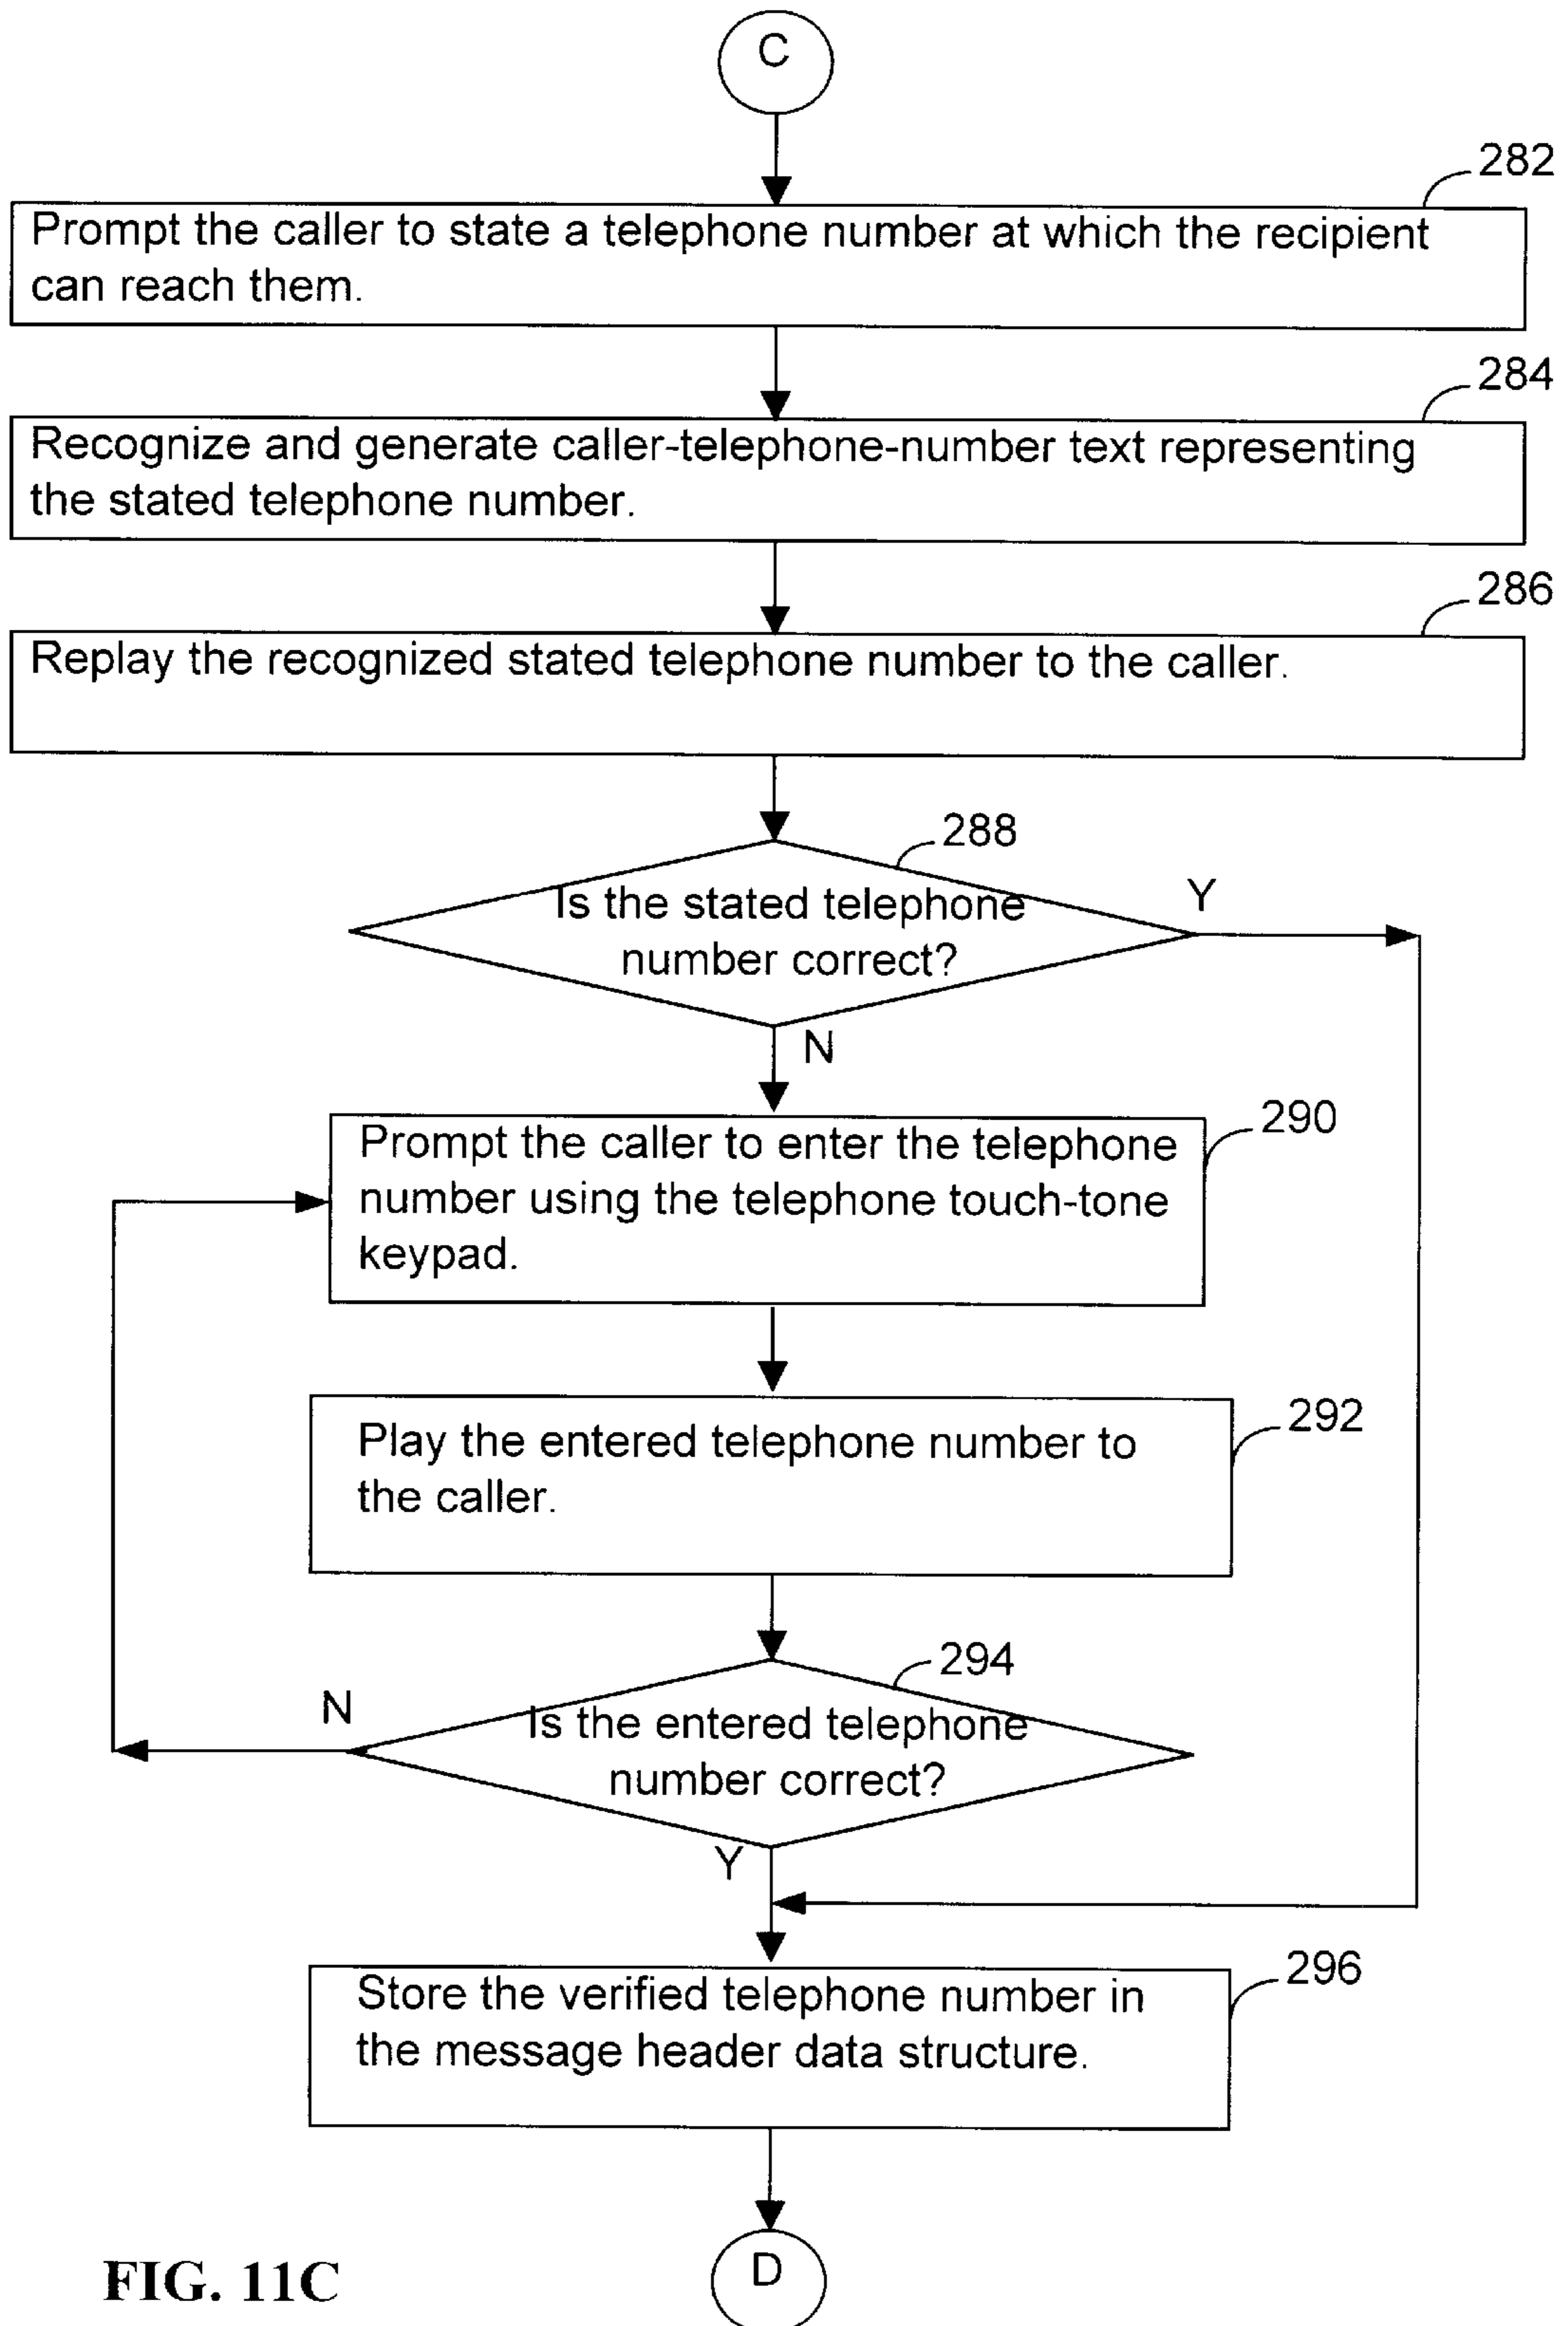 C
282
Prompt the caller to state a telephone number at which the recipient
can reach them.
284
Recognize and generate caller-telephone-number text representing
the stated telephone number.
286
Replay the recognized stated telephone number to the caller.
288
Is the stated telephone
number correct?
Y
N
290
Prompt the caller to enter the telephone
number using the telephone touch-tone
keypad.
292
Play the entered telephone number to
the caller.
294
N
Is the entered telephone
number correct?
Y
296
Store the verified telephone number in
the message header data structure.
D
FIG. 11C